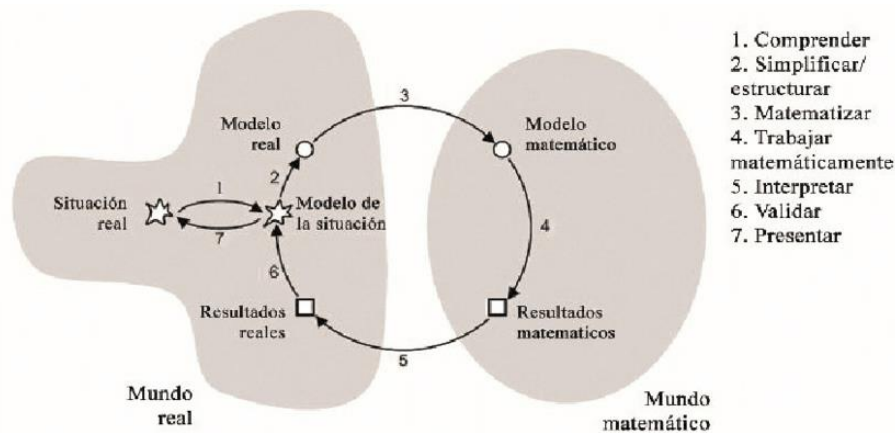 1. Comprender
2. Simplificar/
estructurar
3. Matematizar
4. Trabajar
matemáticamente
5. Interpretar
6. Validar
7. Presentar
3
Modelo
real
Modelo
matemático
2
1
Situación
real
Modelo de
la situación
7
4
6
Resultados
reales
Resultados
matematicos
5
Mundo
real
Mundo
matemático